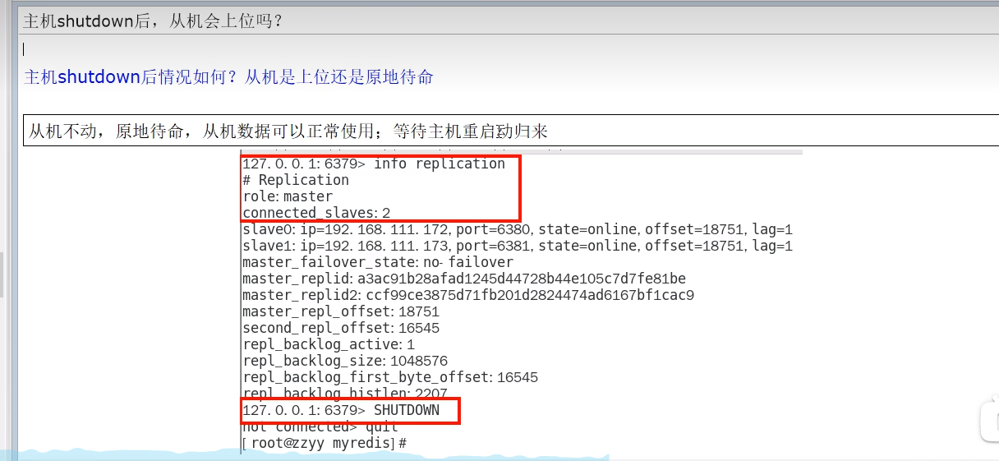 主机shutdown后，从机会上位吗？
主机shutdown后情况如何？从机是上位还是原地待命
从机不动，原地待命，从机数据可以正常使用；等待主机重启动归来
127.0.0.1:6379> info replication
# Replication
role:master
connected_slaves:2
slave0:ip=192.168.111.172,port=6380,state=online,offset=18751,lag=1
slave1:ip=192.168.111.173,port=6381,state=online,offset=18751,lag=1
master_failover_state:no-failover
master_replid:a3ac91b28afad1245d44728b44e105c7d7fe81be
master_replid2:ccf99ce3875d71fb201d2824474ad6167bf1cac9
master_repl_offset:18751
second_repl_offset:16545
repl_backlog_active:1
repl_backlog_size:1048576
repl_backlog_first_byte_offset:16545
repl_backlog_histlen:2207
127.0.0.1:6379> SHUTDOWN
not connected> quit
[root@zzyy myredis]#